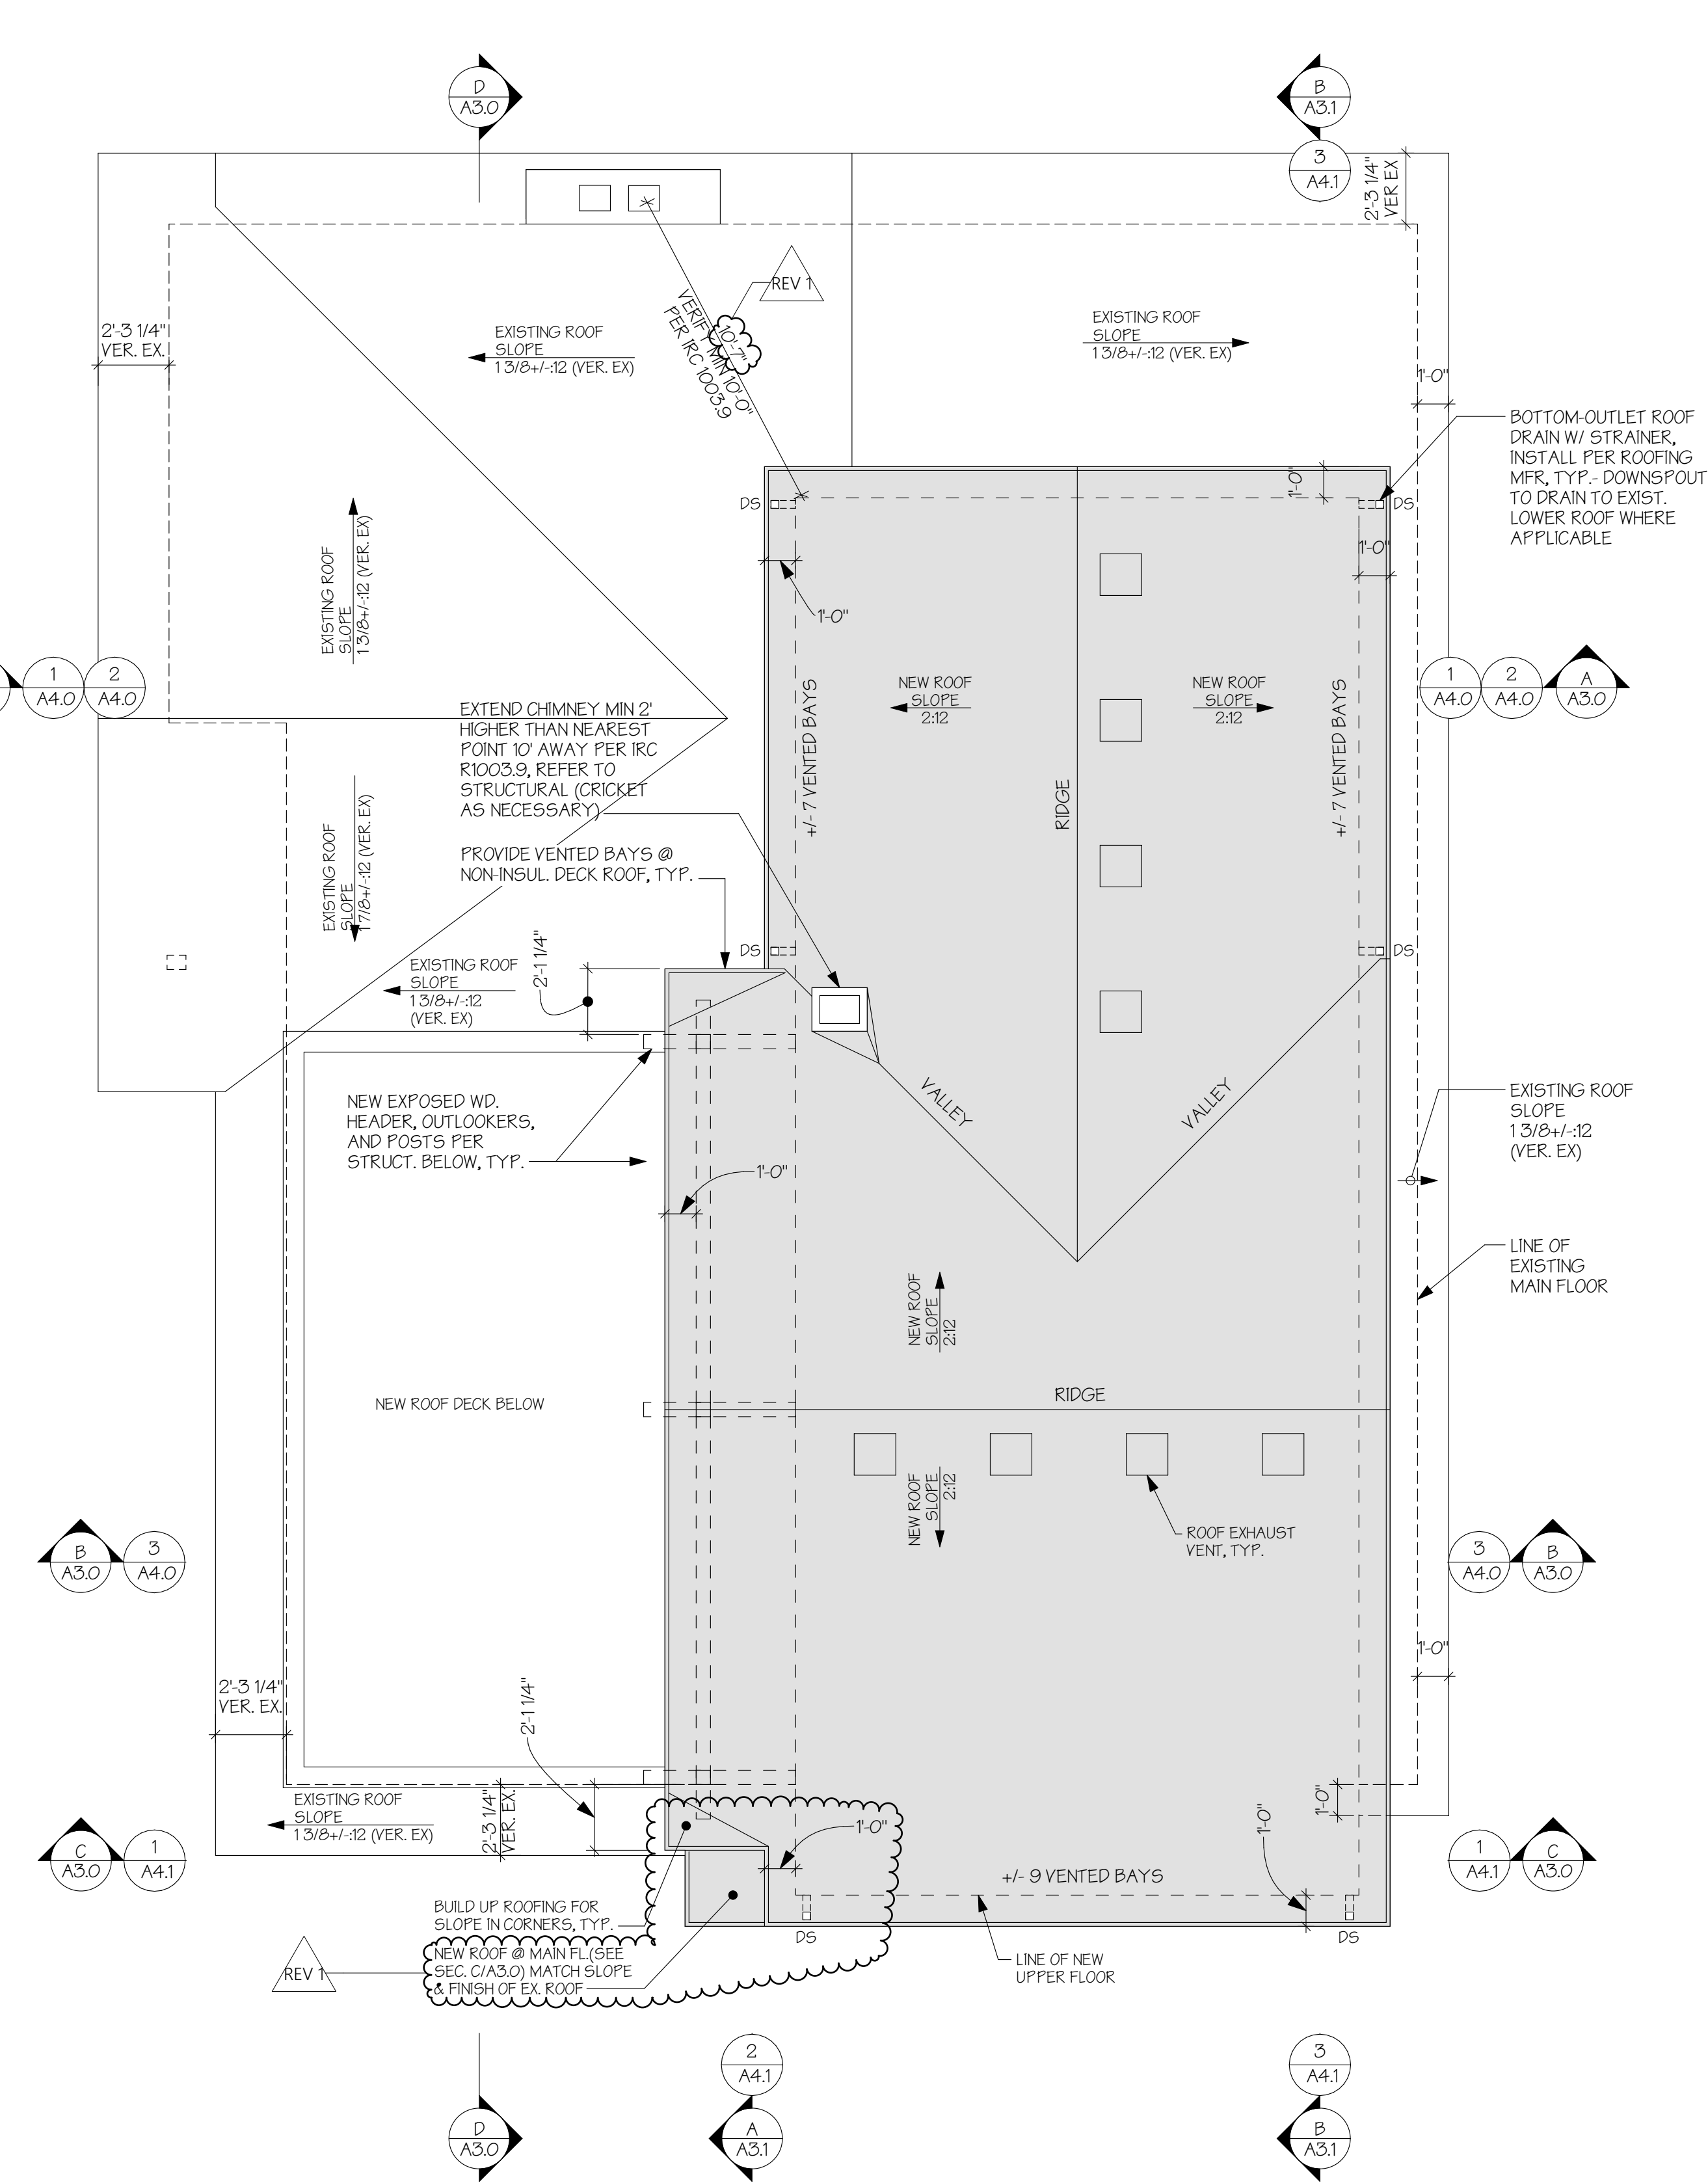 D
A3.0
B
A3.1
3
A4.1
2'-3 1/4"
VER EX
REV 1
2'-3 1/4"
VER. EX.
EXISTING ROOF
SLOPE
1 3/8+/-:12 (VER. EX)
10'-7"
VERIFY MIN 10'-0"
PER IRC 1003.9
EXISTING ROOF
SLOPE
1 3/8+/-:12 (VER. EX)
1'-0"
BOTTOM-OUTLET ROOF
DRAIN W/ STRAINER,
INSTALL PER ROOFING
MFR, TYP.- DOWNSPOUT
TO DRAIN TO EXIST.
LOWER ROOF WHERE
APPLICABLE
DS
1'-0"
DS
1'-0"
1'-0"
EXISTING ROOF
SLOPE
1 3/8+/-:12 (VER. EX)
1
A4.0
2
A4.0
NEW ROOF
SLOPE
2:12
NEW ROOF
SLOPE
2:12
1
A4.0
2
A4.0
A
A3.0
+/- 7 VENTED BAYS
RIDGE
+/- 7 VENTED BAYS
EXTEND CHIMNEY MIN 2'
HIGHER THAN NEAREST
POINT 10' AWAY PER IRC
R1003.9, REFER TO
STRUCTURAL (CRICKET
AS NECESSARY)
PROVIDE VENTED BAYS @
NON-INSUL. DECK ROOF, TYP.
EXISTING ROOF
SLOPE
1 7/8+/-:12 (VER. EX)
DS
DS
2'-1 1/4"
EXISTING ROOF
SLOPE
1 3/8+/-:12
(VER. EX)
NEW EXPOSED WD.
HEADER, OUTLOOKERS,
AND POSTS PER
STRUCT. BELOW, TYP.
VALLEY
VALLEY
EXISTING ROOF
SLOPE
1 3/8+/-:12
(VER. EX)
1'-0"
LINE OF
EXISTING
MAIN FLOOR
NEW ROOF
SLOPE
2:12
NEW ROOF DECK BELOW
RIDGE
NEW ROOF
SLOPE
2:12
ROOF EXHAUST
VENT, TYP.
B
A3.0
3
A4.0
3
A4.0
B
A3.0
1'-0"
2'-3 1/4"
VER. EX.
2'-1 1/4"
EXISTING ROOF
SLOPE
1 3/8+/-:12 (VER. EX)
2'-3 1/4"
VER. EX.
1'-0"
1'-0"
1'-0"
C
A3.0
1
A4.1
1
A4.1
C
A3.0
+/- 9 VENTED BAYS
BUILD UP ROOFING FOR
SLOPE IN CORNERS, TYP.
DS
DS
REV 1
NEW ROOF @ MAIN FL.(SEE
SEC. C/A3.0) MATCH SLOPE
& FINISH OF EX. ROOF
LINE OF NEW
UPPER FLOOR
2
A4.1
3
A4.1
D
A3.0
A
A3.1
B
A3.1